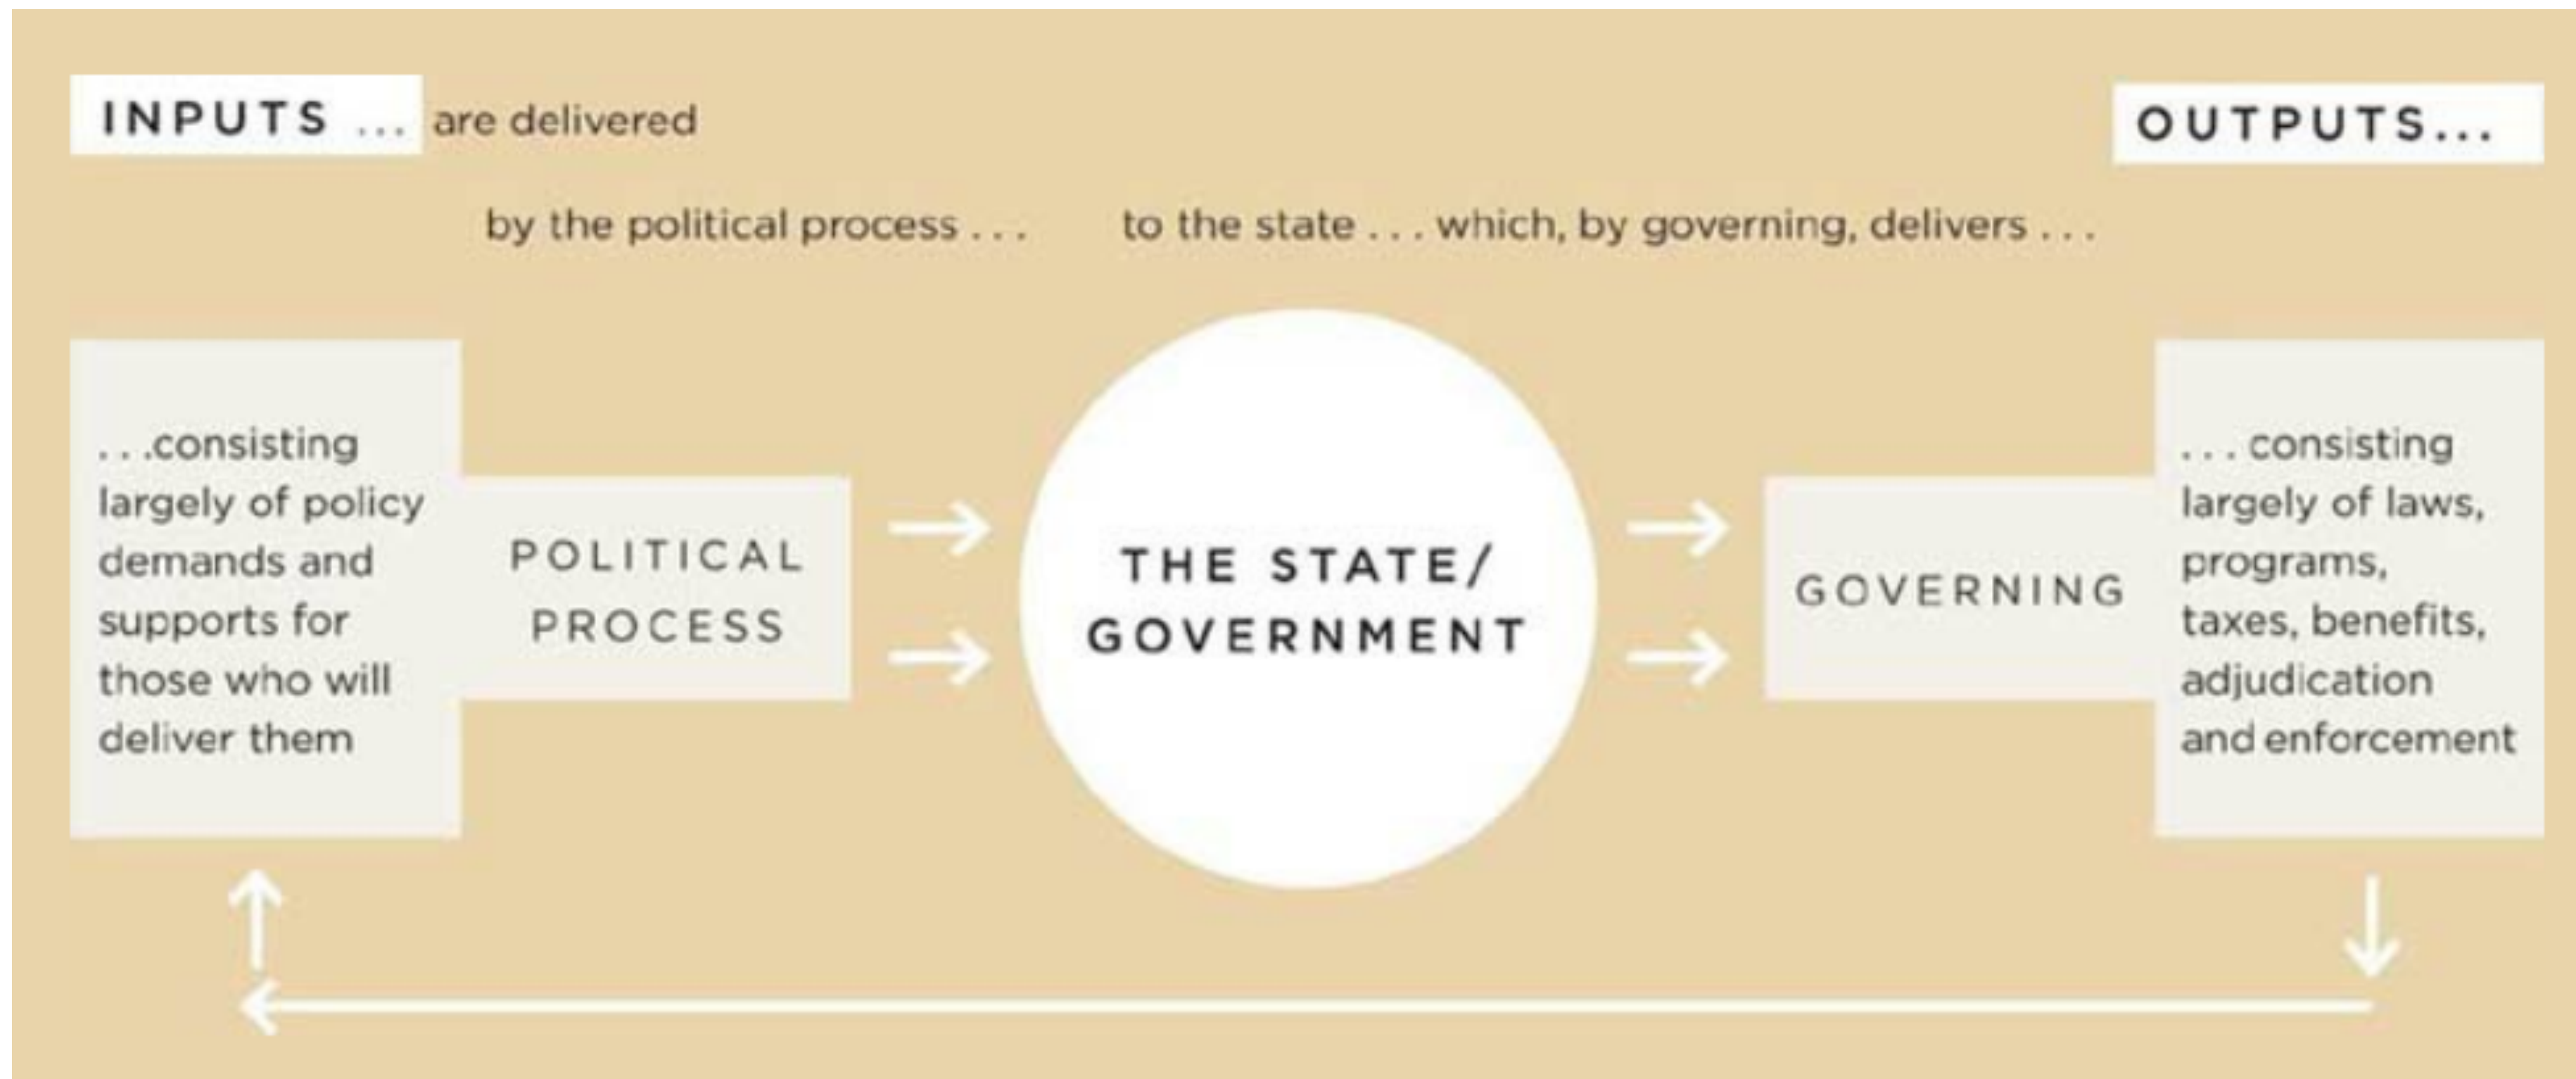 INPUTS ... are delivered
OUTPUTS...
by the political process . . .
to the state . . . which, by governing, delivers . . .
. . .consisting
largely of policy
demands and
supports for
those who will
deliver them
POLITICAL
PROCESS
THE STATE/
GOVERNMENT
GOVERNING
. . . consisting
largely of laws,
programs,
taxes, benefits,
adjudication
and enforcement